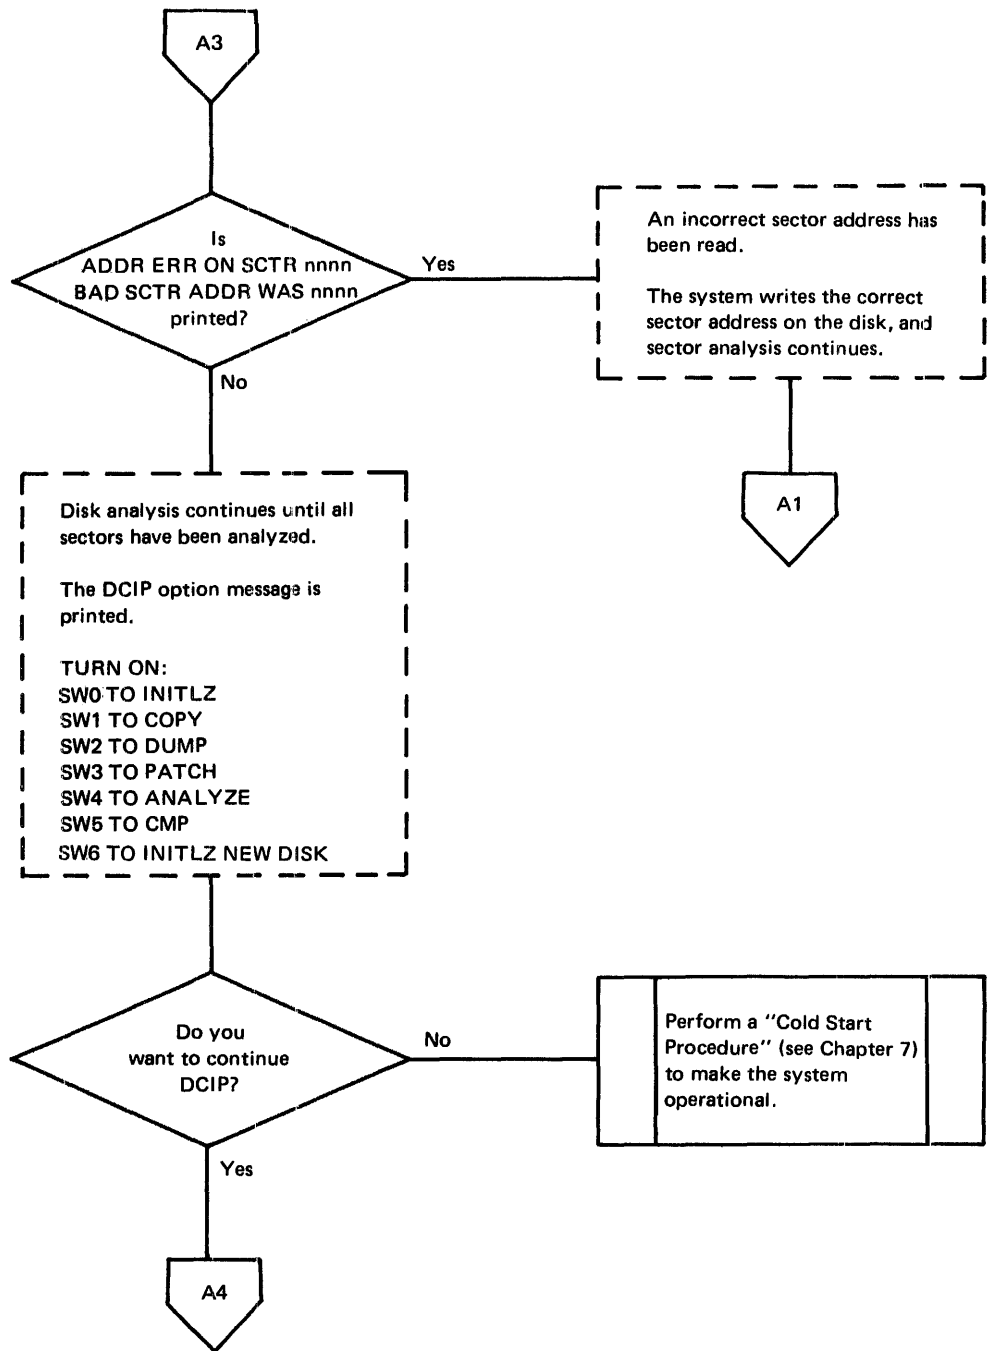 A3
Is
ADDR ERR ON SCTR nnnn
BAD SCTR ADDR WAS nnnn
printed?
Yes
An incorrect sector address has
been read.
The system writes the correct
sector address on the disk, and
sector analysis continues.
A1
No
Disk analysis continues until all
sectors have been analyzed.
The DCIP option message is
printed.
TURN ON:
SW0 TO INITLZ
SW1 TO COPY
SW2 TO DUMP
SW3 TO PATCH
SW4 TO ANALYZE
SW5 TO CMP
SW6 TO INITLZ NEW DISK
Do you
want to continue
DCIP?
No
Perform a "Cold Start
Procedure" (see Chapter 7)
to make the system
operational.
Yes
A4